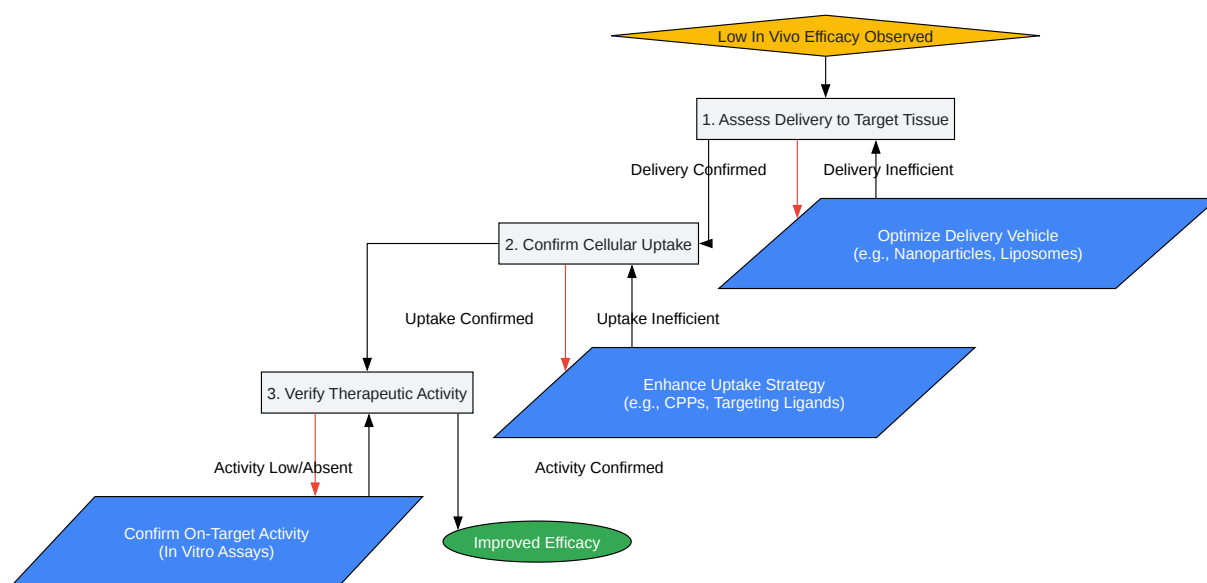 Low In Vivo Efficacy Observed
1. Assess Delivery to Target Tissue
Delivery Confirmed
Delivery Inefficient
Optimize Delivery Vehicle
(e.g., Nanoparticles, Liposomes)
2. Confirm Cellular Uptake
Uptake Confirmed
Uptake Inefficient
Enhance Uptake Strategy
(e.g., CPPs, Targeting Ligands)
3. Verify Therapeutic Activity
Activity Low/Absent
Activity Confirmed
Confirm On-Target Activity
(In Vitro Assays)
Improved Efficacy